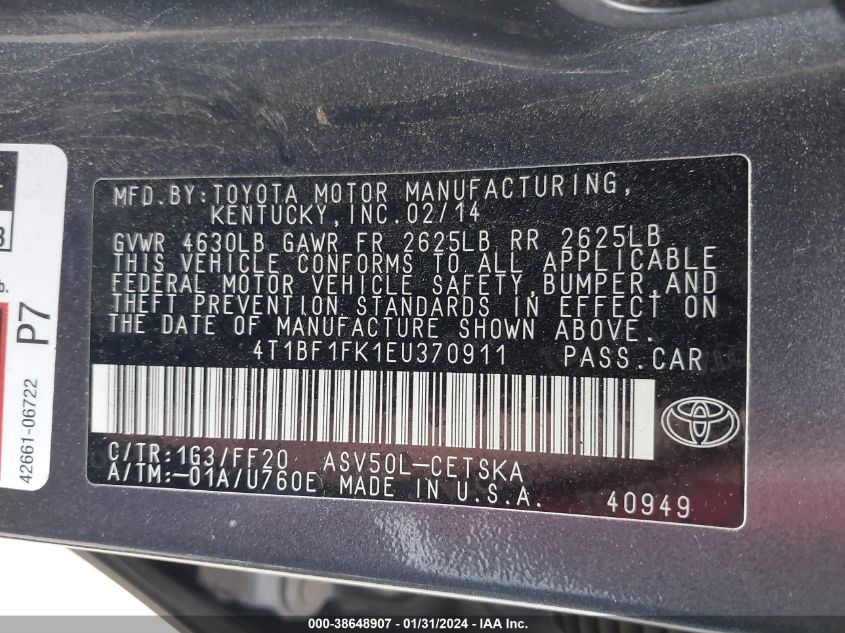 MFD.BY:TOYOTA MOTOR MANUFACTURING,
KENTUCKY,INC.02/14
GVWR 4630LB GAWR FR 2625LB RR 2625LB
THIS VEHICLE CONFORMS TO ALL APPLICABLE
FEDERAL MOTOR VEHICLE SAFETY,BUMPER,AND
THEFT PREVENTION STANDARDS IN EFFECT ON
THE DATE OF MANUFACTURE SHOWN ABOVE.
4T1BF1FK1EU370911 PASS.CAR
C/TR:1G3/FF20 ASV50L-CETSKA
A/TM:-01A/U760E MADE IN U.S.A.
40949
P7
42661-06722
000-38648907 - 01/31/2024 - IAAI.com